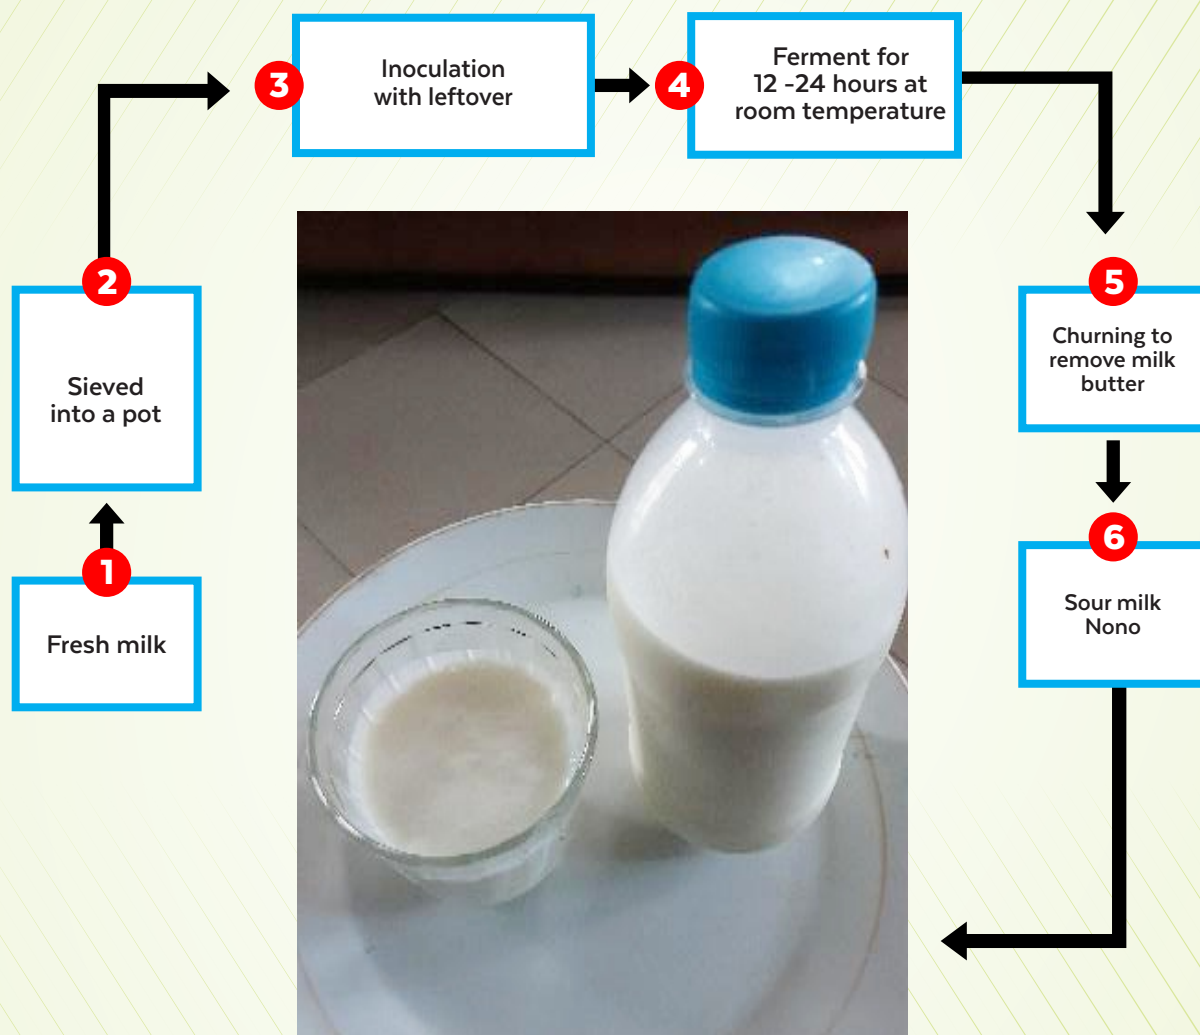 1
Fresh milk
2
Sieved
into a pot
3
Inoculation
with leftover
4
Ferment for
12 -24 hours at
room temperature
5
Churning to
remove milk
butter
6
Sour milk
Nono